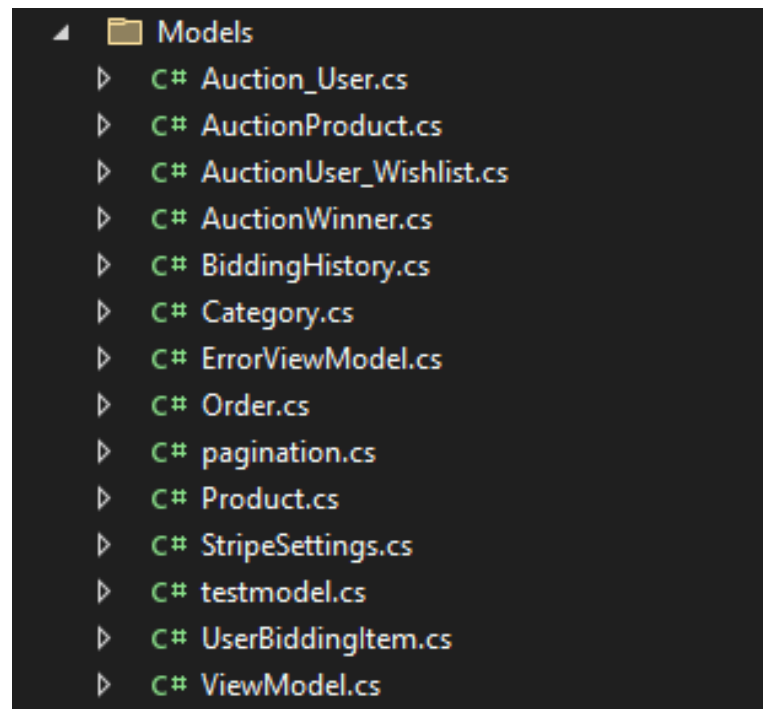 Models
C# Auction_User.cs
C# AuctionProduct.cs
C# AuctionUser_Wishlist.cs
C# AuctionWinner.cs
C# BiddingHistory.cs
C# Category.cs
C# ErrorViewModel.cs
C# Order.cs
C# pagination.cs
C# Product.cs
C# StripeSettings.cs
C# testmodel.cs
C# UserBiddingItem.cs
C# ViewModel.cs